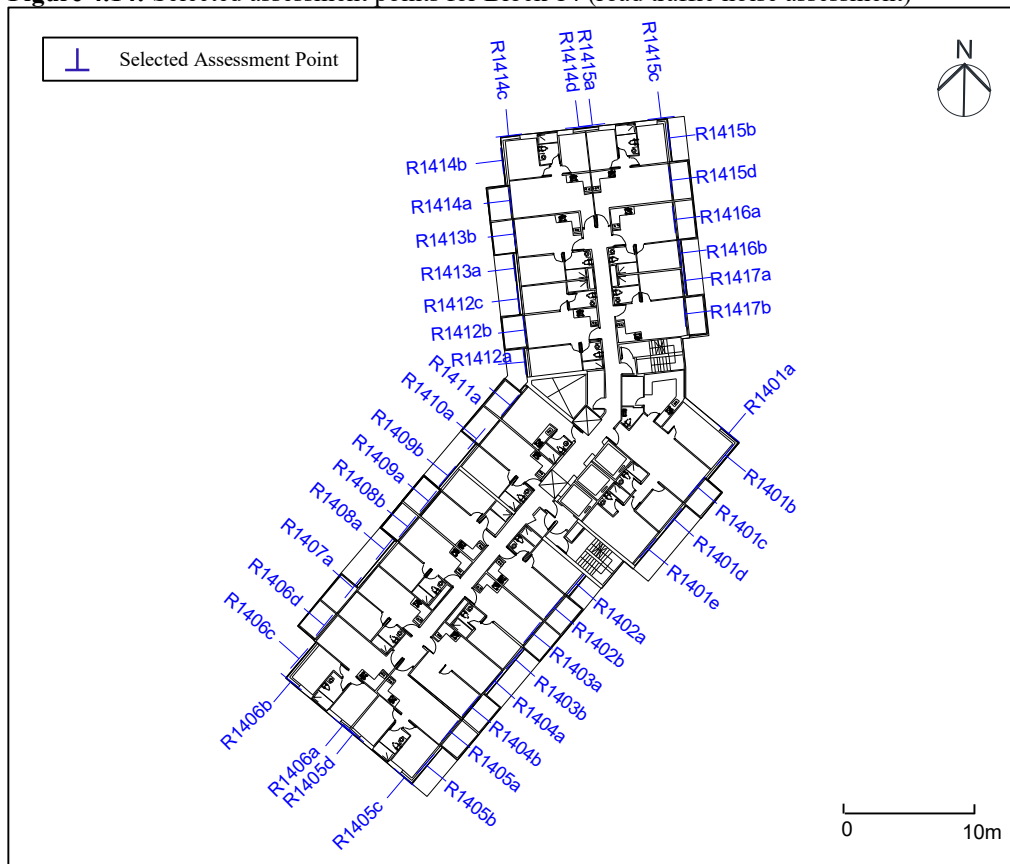 Figure 4.14: Selected assessment points for Block 14 (road traffic noise assessment)
Selected Assessment Point
N
R1414c
R1414d
R1415a
R1415c
R1415b
R1414b
R1415d
R1414a
R1416a
R1413b
R1416b
R1413a
R1417a
R1412c
R1417b
R1412b
R1412a
R1411a
R1410a
R1401a
R1409b
R1409a
R1401b
R1408b
R1401c
R1408a
R1401d
R1407a
R1401e
R1406d
R1402a
R1406c
R1402b
R1403a
R1403b
R1406b
R1404a
R1404b
R1406a
R1405d
R1405a
R1405c
R1405b
0 10m